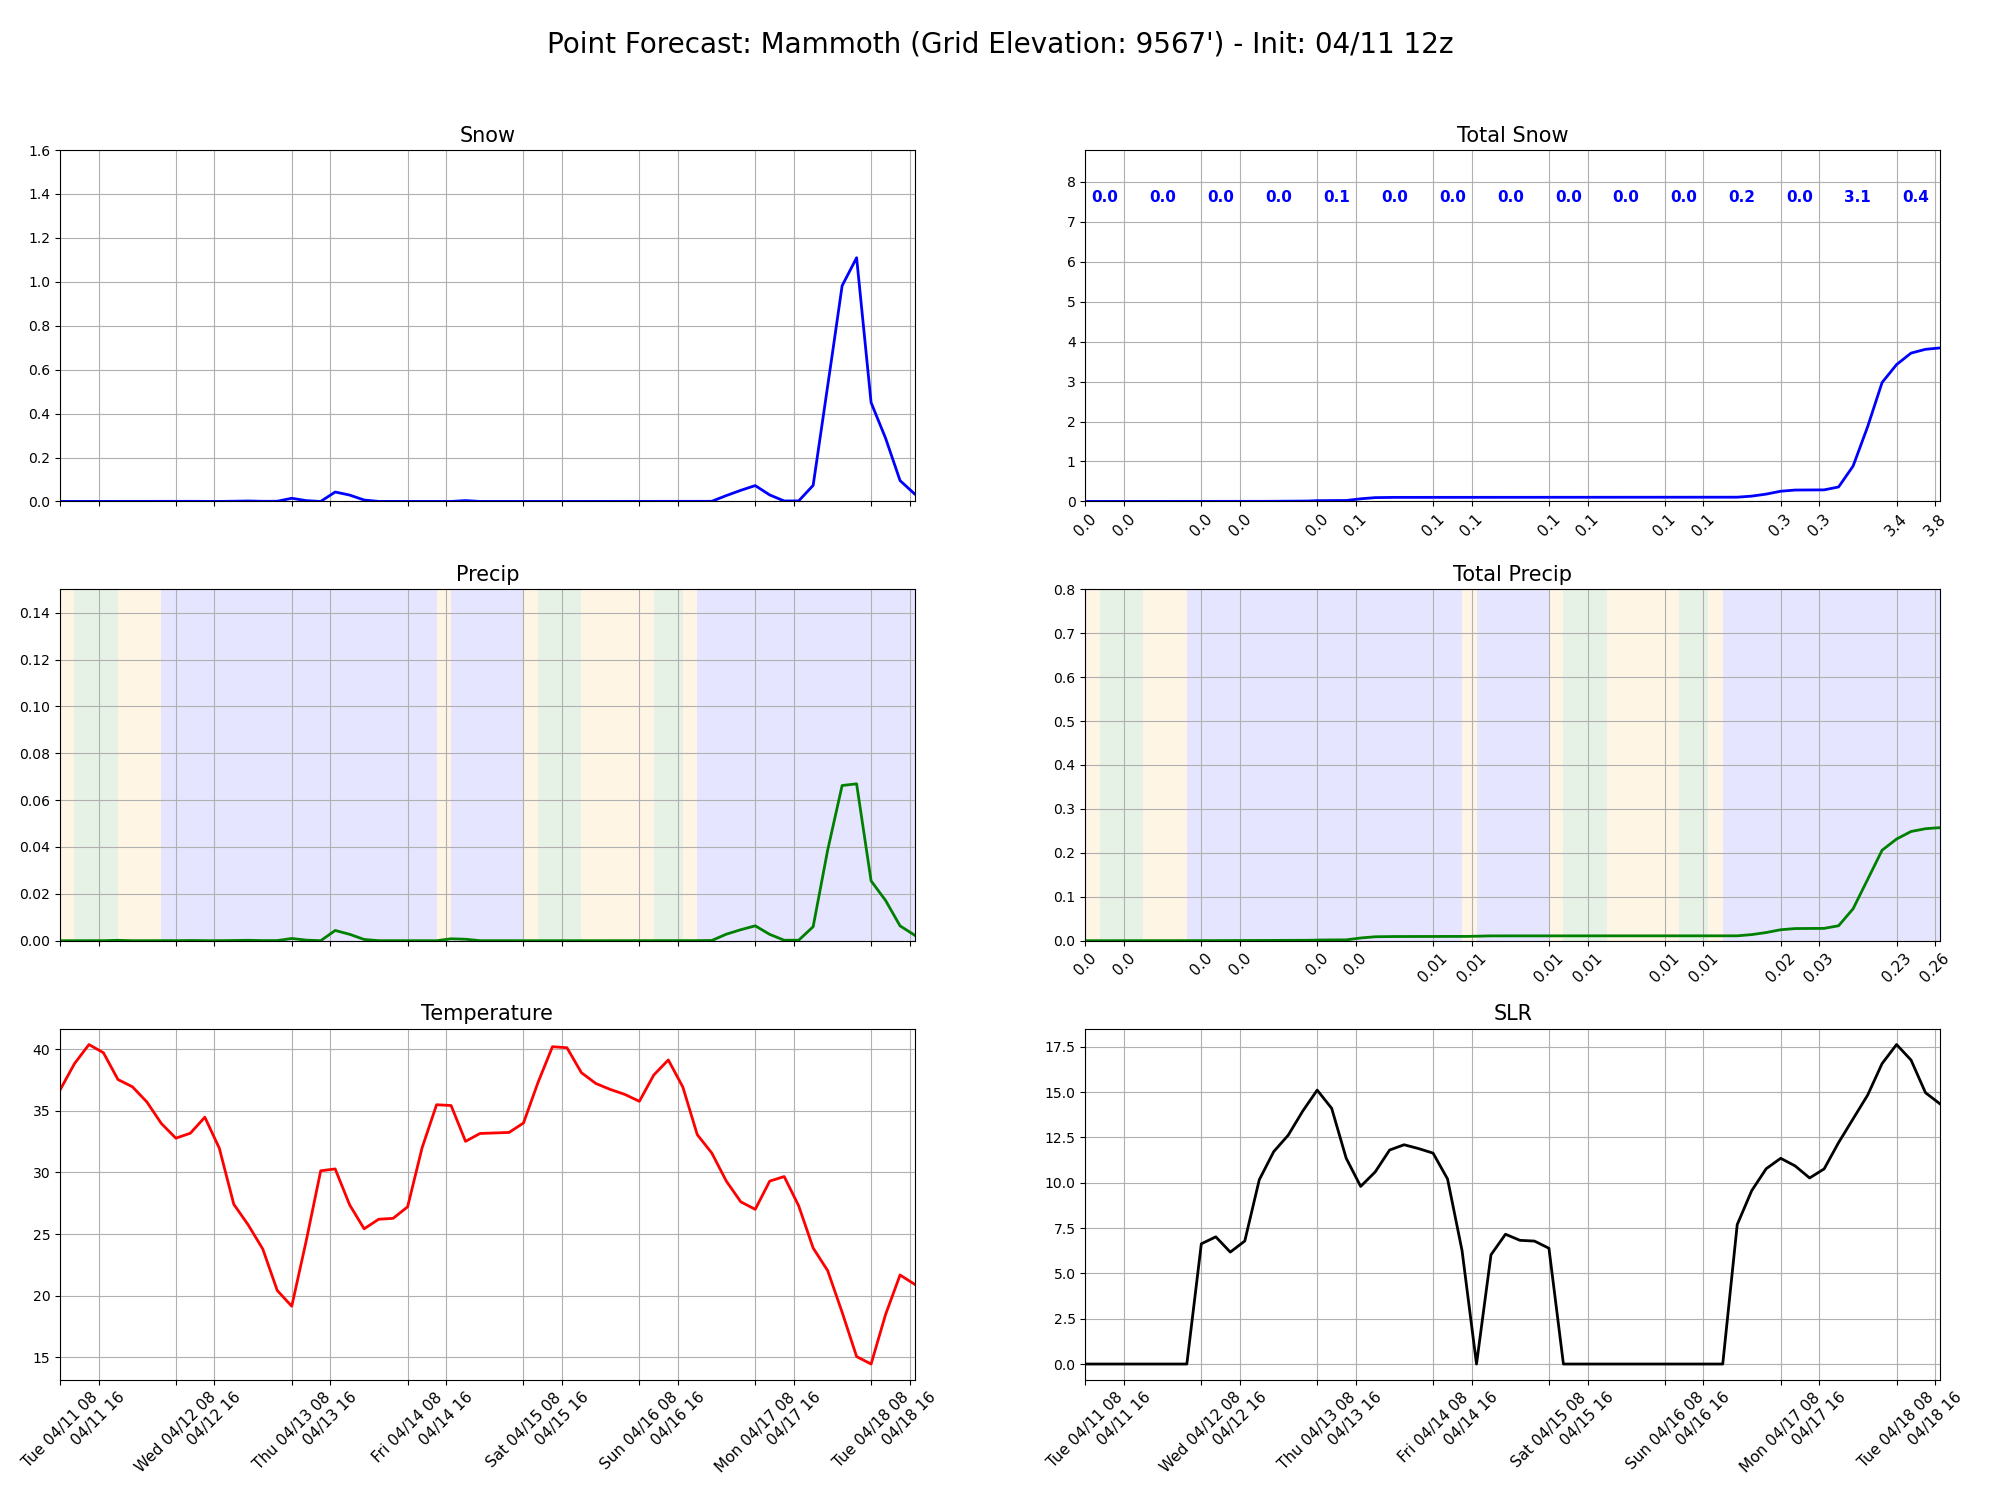 Point Forecast: Mammoth (Grid Elevation: 9567') - Init: 04/11 12z
Snow
1.6
1.4
1.2
1.0
0.8
0.6
0.4
0.2
0.0
Total Snow
8
7
6
5
4
3
2
1
0
0.0 0.0 0.0 0.0 0.1 0.0 0.0 0.0 0.0 0.0 0.0 0.2 0.0 3.1 0.4
0.0 0.0 0.0 0.0 0.0 0.1 0.1 0.1 0.1 0.1 0.1 0.1 0.3 0.3 3.4 3.8
Precip
0.14
0.12
0.10
0.08
0.06
0.04
0.02
0.00
Total Precip
0.8
0.7
0.6
0.5
0.4
0.3
0.2
0.1
0.0
0.0 0.0 0.0 0.0 0.0 0.0 0.01 0.01 0.01 0.01 0.01 0.01 0.02 0.03 0.23 0.26
Temperature
40
35
30
25
20
15
Tue 04/11 08
04/11 16
Wed 04/12 08
04/12 16
Thu 04/13 08
04/13 16
Fri 04/14 08
04/14 16
Sat 04/15 08
04/15 16
Sun 04/16 08
04/16 16
Mon 04/17 08
04/17 16
Tue 04/18 08
04/18 16
SLR
17.5
15.0
12.5
10.0
7.5
5.0
2.5
0.0
Tue 04/11 08
04/11 16
Wed 04/12 08
04/12 16
Thu 04/13 08
04/13 16
Fri 04/14 08
04/14 16
Sat 04/15 08
04/15 16
Sun 04/16 08
04/16 16
Mon 04/17 08
04/17 16
Tue 04/18 08
04/18 16